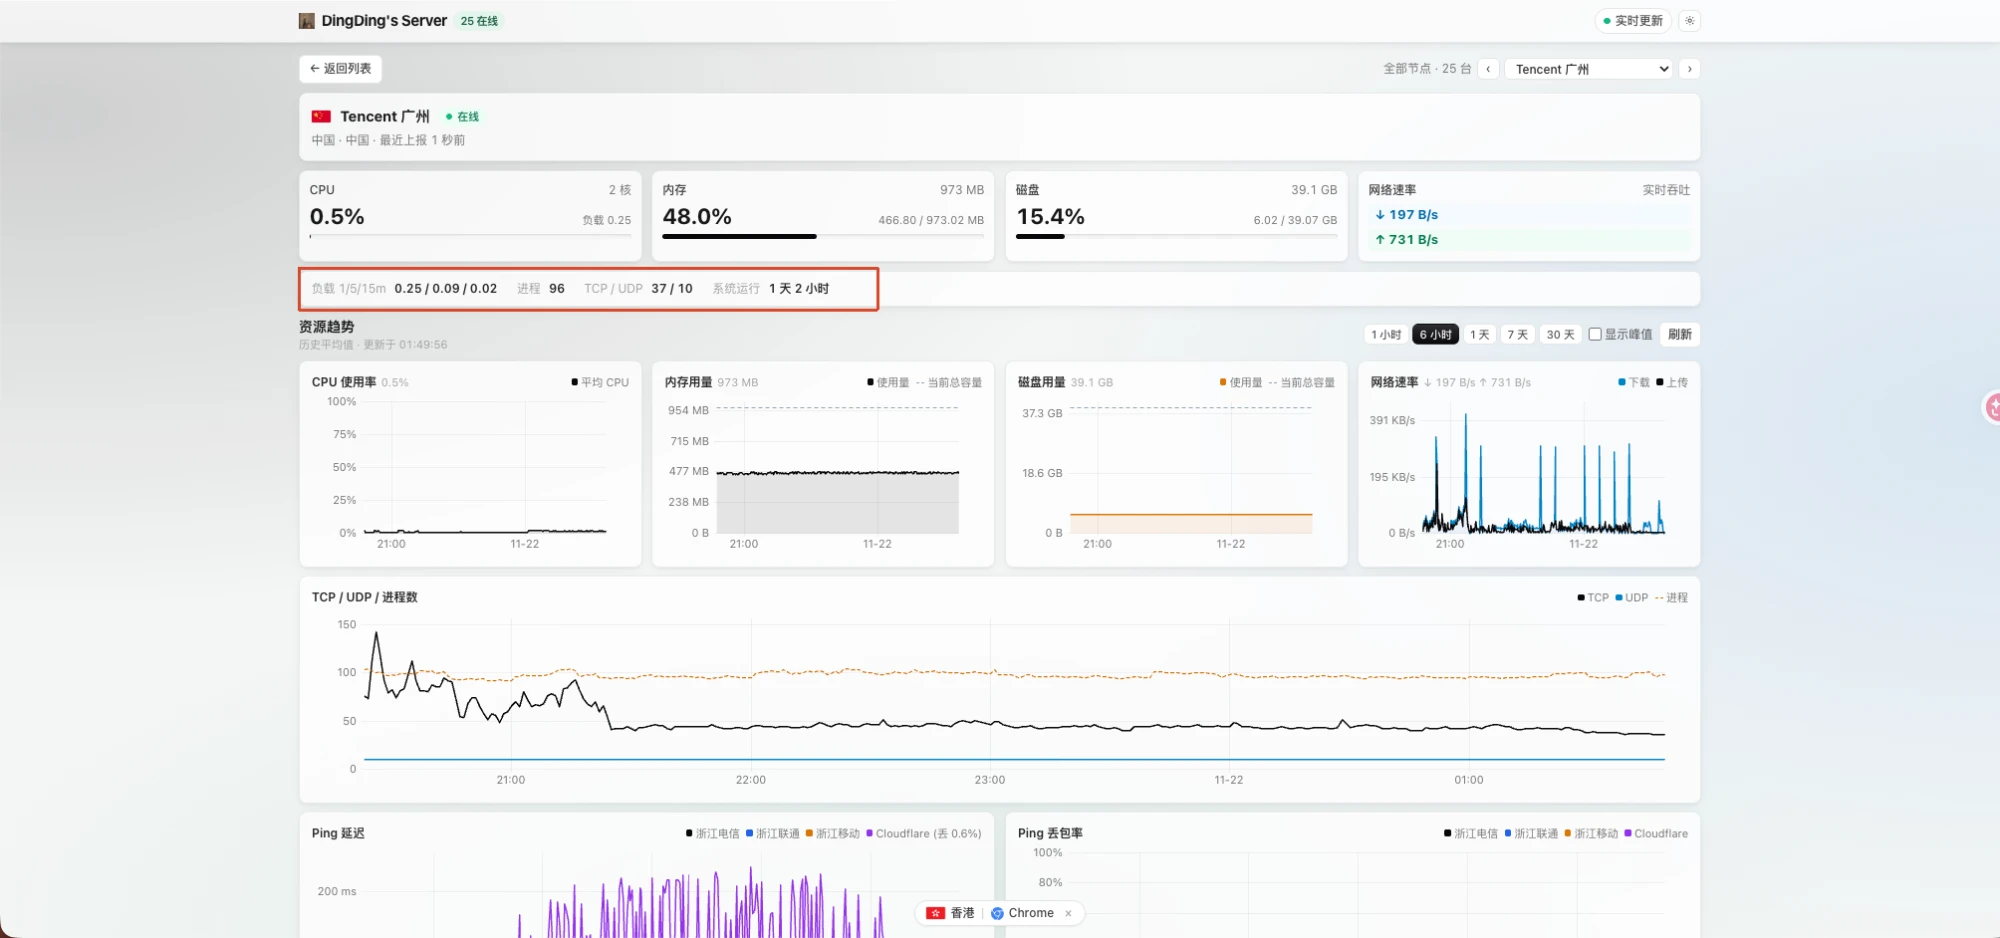 DingDing's Server 25 在线 实时更新
← 返回列表 全部节点 · 25 台 ‹ Tencent 广州 ›
Tencent 广州 在线
中国 · 中国 · 最近上报 1 秒前
CPU 2 核
0.5% 负载 0.25
内存 973 MB
48.0% 466.80 / 973.02 MB
磁盘 39.1 GB
15.4% 6.02 / 39.07 GB
网络速率 实时吞吐
↓ 197 B/s
↑ 731 B/s
负载 1/5/15m 0.25 / 0.09 / 0.02 进程 96 TCP / UDP 37 / 10 系统运行 1 天 2 小时
资源趋势
历史平均值 · 更新于 01:49:56
1 小时 6 小时 1 天 7 天 30 天 显示峰值 刷新
CPU 使用率 0.5% 平均 CPU
100%
75%
50%
25%
0%
21:00 11-22
内存用量 973 MB 使用量 -- 当前总容量
954 MB
715 MB
477 MB
238 MB
0 B
21:00 11-22
磁盘用量 39.1 GB 使用量 -- 当前总容量
37.3 GB
18.6 GB
0 B
21:00 11-22
网络速率 ↓ 197 B/s ↑ 731 B/s 下载 上传
391 KB/s
195 KB/s
0 B/s
21:00 11-22
TCP / UDP / 进程数 TCP UDP -- 进程
150
100
50
0
21:00 22:00 23:00 11-22 01:00
Ping 延迟 浙江电信 浙江联通 浙江移动 Cloudflare (丢 0.6%)
200 ms
Ping 丢包率 浙江电信 浙江联通 浙江移动 Cloudflare
100%
80%
香港 | Chrome ×